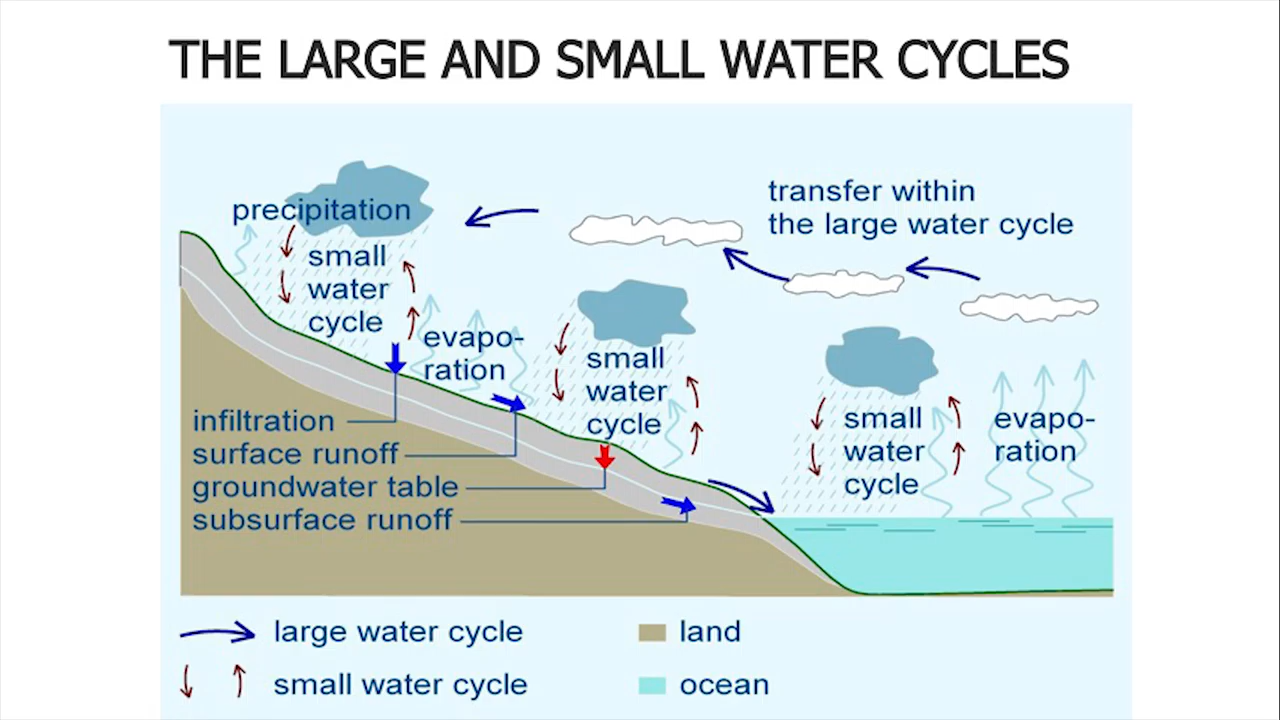 THE LARGE AND SMALL WATER CYCLES
transfer within
the large water cycle
precipitation
small
water
cycle
evapo-
ration
small
water
cycle
small
water
cycle
evapo-
ration
infiltration
surface runoff
groundwater table
subsurface runoff
large water cycle
land
small water cycle
ocean